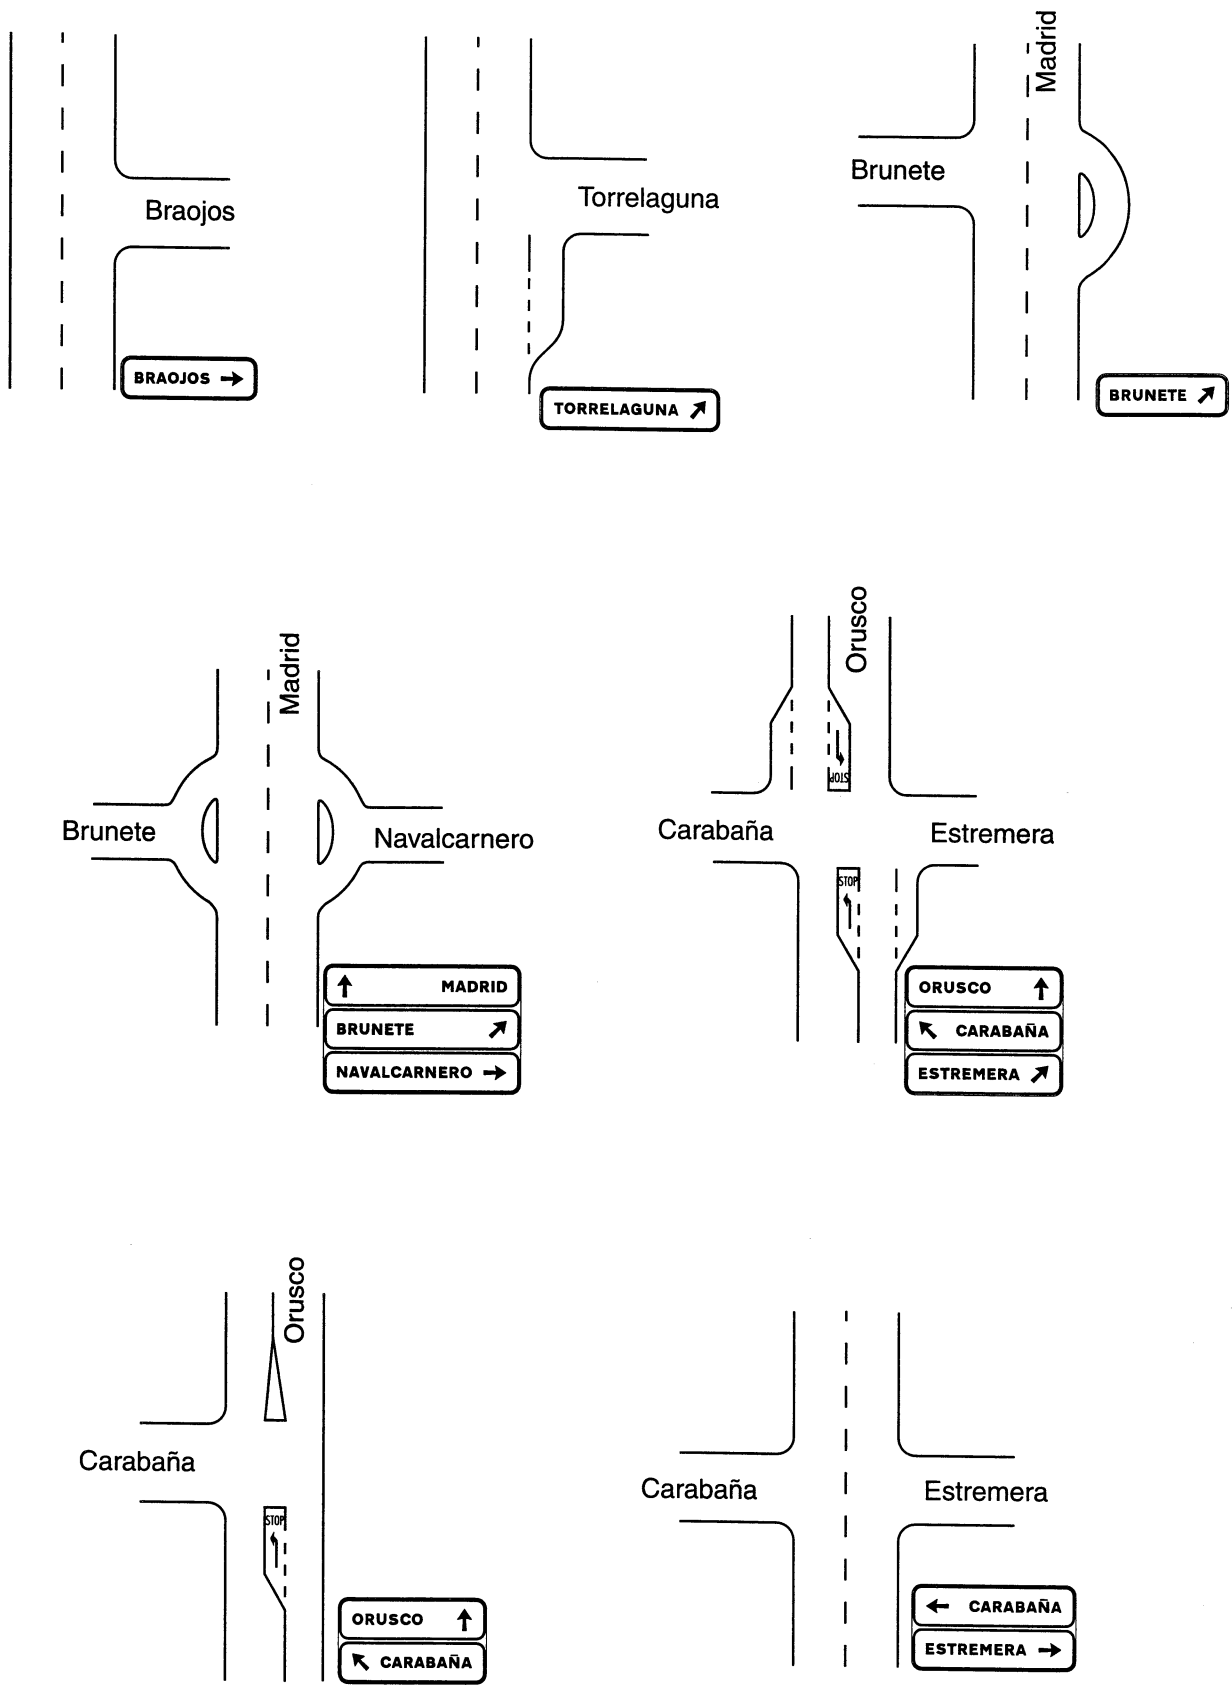 Braojos
BRAOJOS →
Torrelaguna
TORRELAGUNA ↗
Madrid
Brunete
BRUNETE ↗
Madrid
Brunete
Navalcarnero
↑ MADRID
BRUNETE ↗
NAVALCARNERO →
Orusco
STOP
Carabaña
Estremera
STOP
ORUSCO ↑
↖ CARABAÑA
ESTREMERA ↗
Orusco
Carabaña
STOP
ORUSCO ↑
↖ CARABAÑA
Carabaña
Estremera
← CARABAÑA
ESTREMERA →